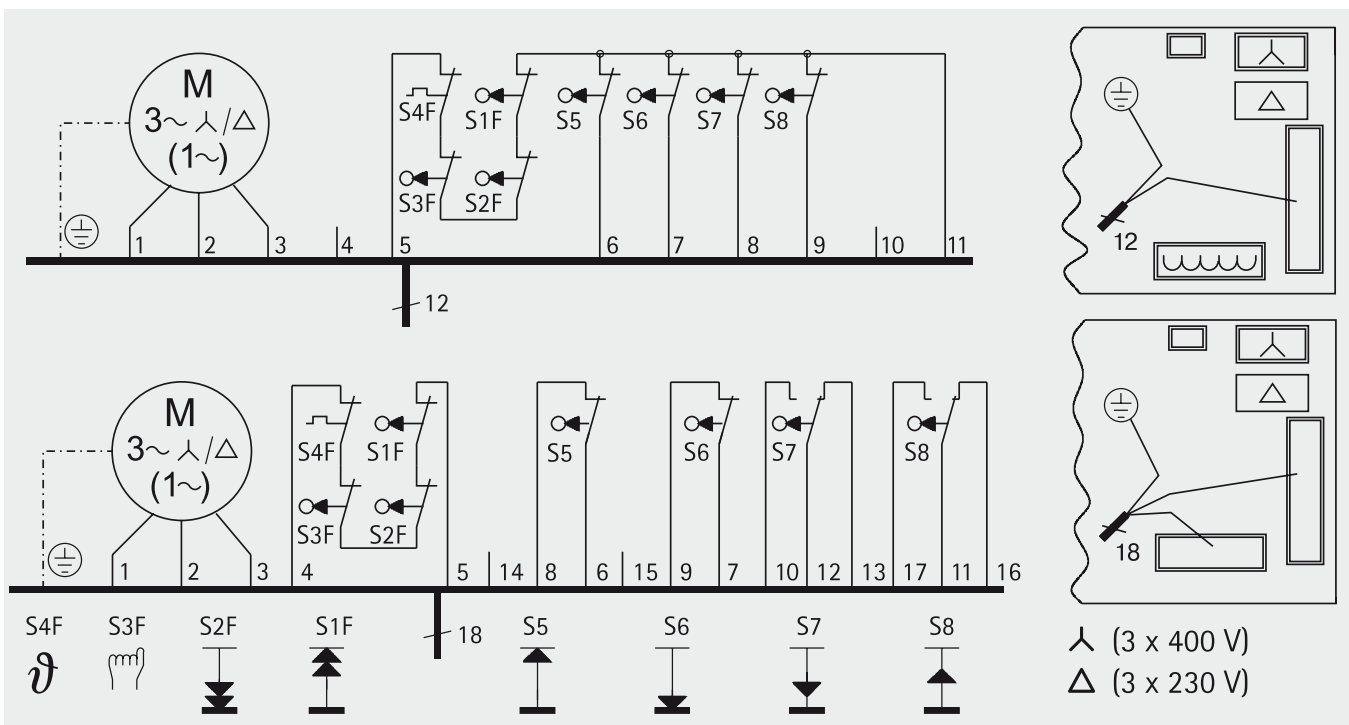 M
3~ ⅄ /△
(1~)
S4F S1F S5 S6 S7 S8
S3F S2F
1 2 3 4 5 6 7 8 9 10 11
12
⅄
△
12
M
3~ ⅄ /△
(1~)
S4F S1F S5 S6 S7 S8
S3F S2F
1 2 3 4 5 14 8 6 15 9 7 10 12 13 17 11 16
18
⅄
△
18
S4F S3F S2F S1F S5 S6 S7 S8
ϑ
⅄ (3 x 400 V)
△ (3 x 230 V)